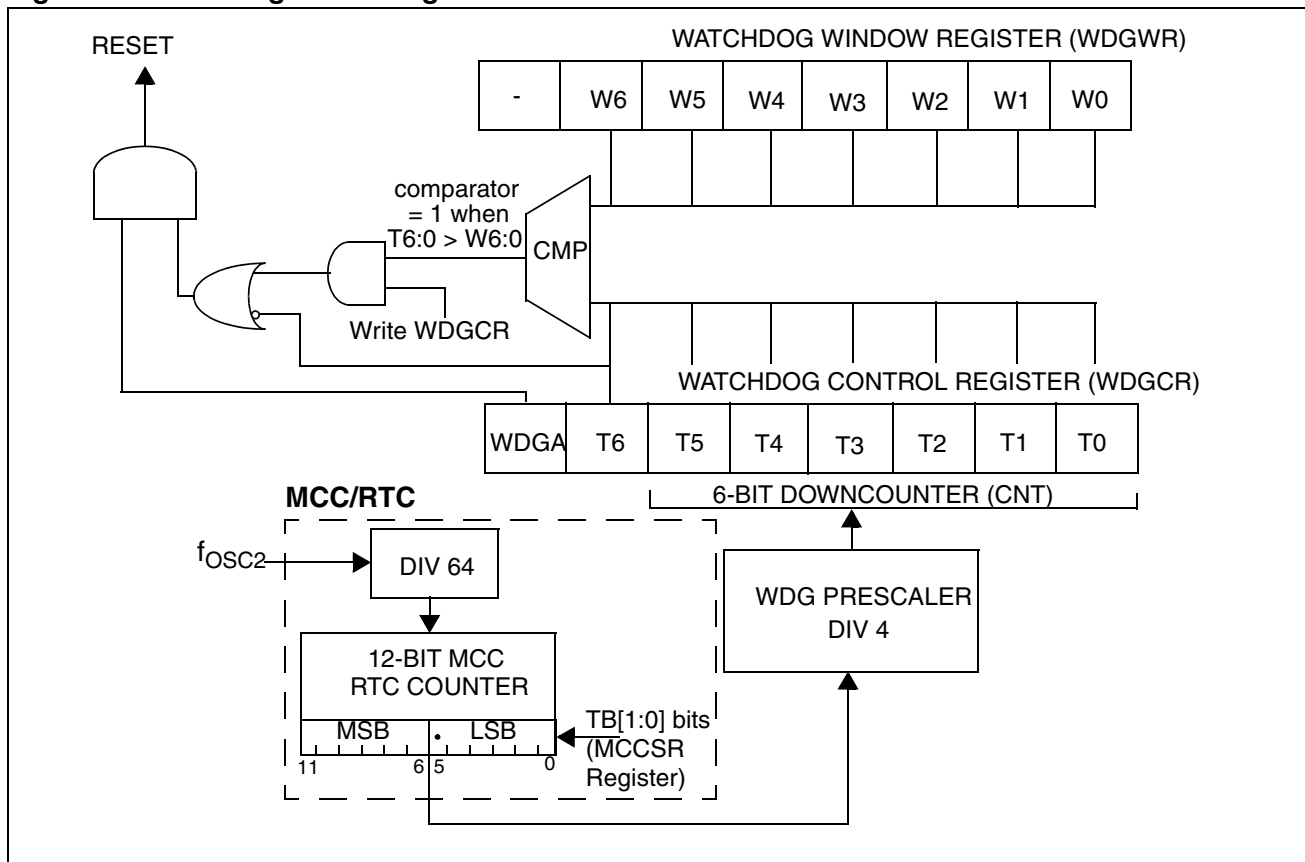 RESET
WATCHDOG WINDOW REGISTER (WDGWR)
-
W6
W5
W4
W3
W2
W1
W0
comparator
= 1 when
T6:0 > W6:0
CMP
Write WDGCR
WATCHDOG CONTROL REGISTER (WDGCR)
WDGA
T6
T5
T4
T3
T2
T1
T0
6-BIT DOWNCOUNTER (CNT)
MCC/RTC
fOSC2
DIV 64
WDG PRESCALER
DIV 4
12-BIT MCC
RTC COUNTER
MSB
LSB
11
6
5
0
TB[1:0] bits
(MCCSR
Register)